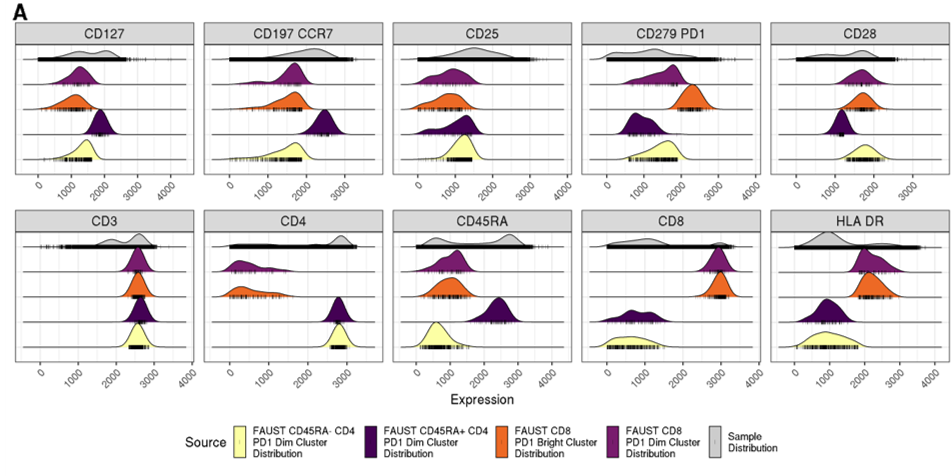 A
CD127 CD197 CCR7 CD25 CD279 PD1 CD28
0 1000 2000 3000 4000 0 1000 2000 3000 0 1000 2000 3000 4000 0 1000 2000 3000 4000 0 1000 2000 3000
CD3 CD4 CD45RA CD8 HLA DR
0 1000 2000 3000 4000 0 1000 2000 3000 0 1000 2000 3000 4000 0 1000 2000 3000 4000 0 1000 2000 3000 4000
Expression
Source
FAUST CD45RA- CD4
PD1 Dim Cluster
Distribution
FAUST CD45RA+ CD4
PD1 Dim Cluster
Distribution
FAUST CD8
PD1 Bright Cluster
Distribution
FAUST CD8
PD1 Dim Cluster
Distribution
Sample
Distribution